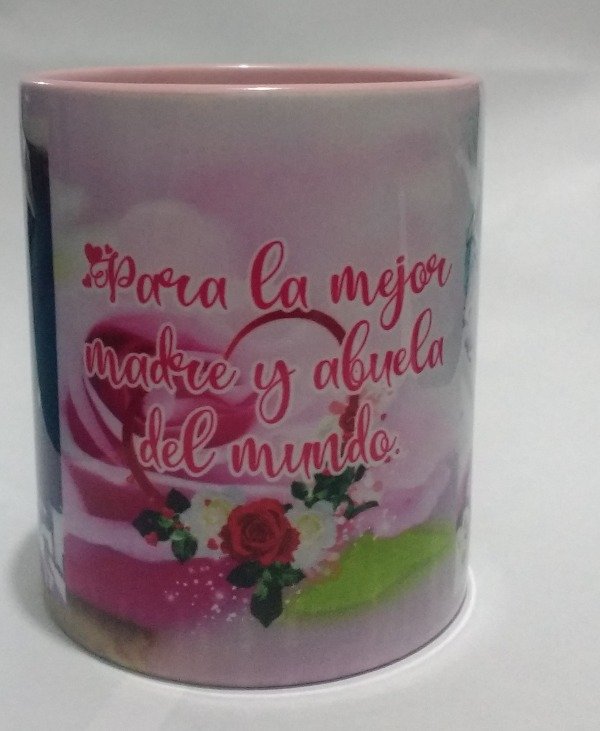 Para la mejor
madre y abuela
del mundo.